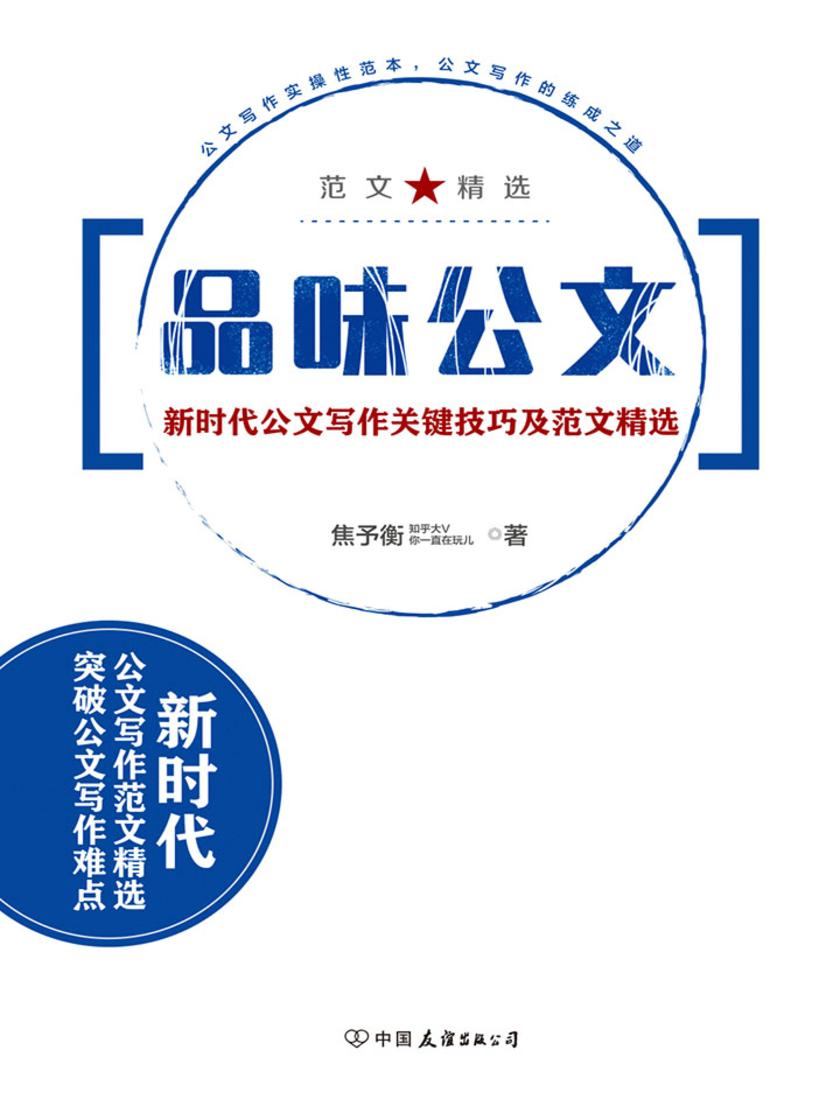 公文写作实操性范本，公文写作的练成之道
范文★精选
品味公文
新时代公文写作关键技巧及范文精选
焦予衡 知乎大V 你一直在玩儿 著
新时代
公文写作范文精选
突破公文写作难点
中国友谊出版公司